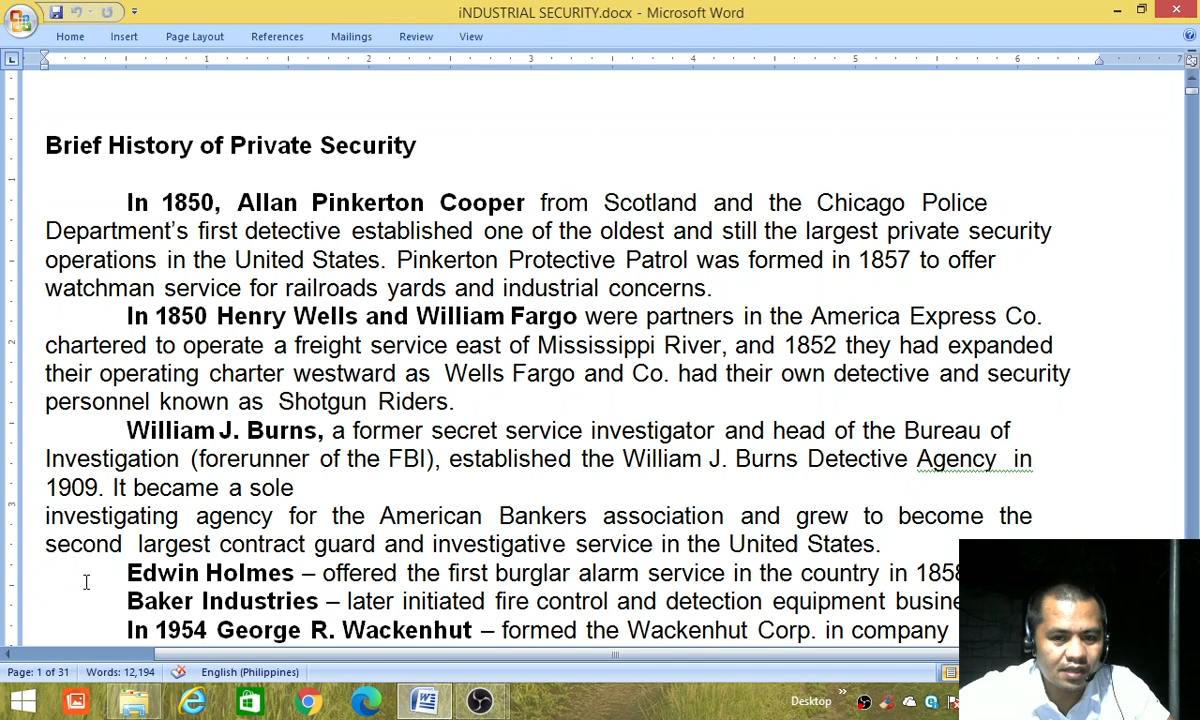 iNDUSTRIAL SECURITY.docx - Microsoft Word
Home Insert Page Layout References Mailings Review View
1 2 3 4 5 6 7
Brief History of Private Security
In 1850, Allan Pinkerton Cooper from Scotland and the Chicago Police
Department's first detective established one of the oldest and still the largest private security
operations in the United States. Pinkerton Protective Patrol was formed in 1857 to offer
watchman service for railroads yards and industrial concerns.
In 1850 Henry Wells and William Fargo were partners in the America Express Co.
chartered to operate a freight service east of Mississippi River, and 1852 they had expanded
their operating charter westward as Wells Fargo and Co. had their own detective and security
personnel known as Shotgun Riders.
William J. Burns, a former secret service investigator and head of the Bureau of
Investigation (forerunner of the FBI), established the William J. Burns Detective Agency in
1909. It became a sole
investigating agency for the American Bankers association and grew to become the
second largest contract guard and investigative service in the United States.
Edwin Holmes – offered the first burglar alarm service in the country in 1858
Baker Industries – later initiated fire control and detection equipment busine
In 1954 George R. Wackenhut – formed the Wackenhut Corp. in company
Page: 1 of 31 Words: 12,194 English (Philippines)
Desktop